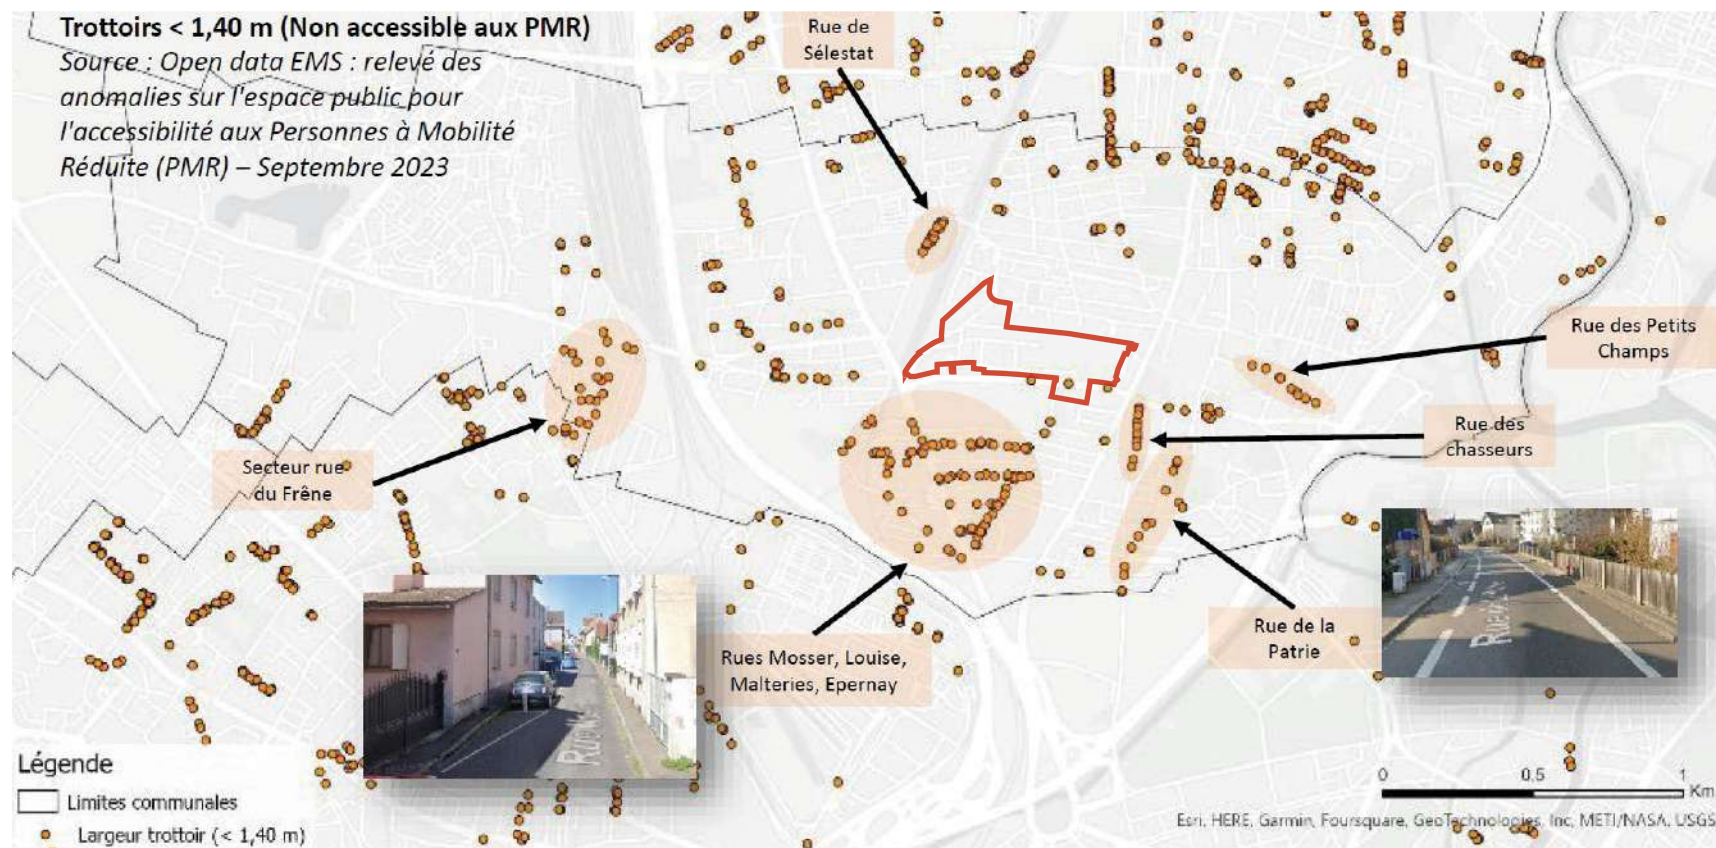 Trottoirs < 1,40 m (Non accessible aux PMR)
Source : Open data EMS : relevé des
anomalies sur l'espace public pour
l'accessibilité aux Personnes à Mobilité
Réduite (PMR) – Septembre 2023
Rue de
Sélestat
Rue des Petits
Champs
Rue des
chasseurs
Secteur rue
du Frêne
Rue de la
Patrie
Rues Mosser, Louise,
Malteries, Epernay
Légende
Limites communales
Largeur trottoir (< 1,40 m)
0 0,5 1
Km
Esri, HERE, Garmin, Foursquare, GeoTechnologies, Inc, METI/NASA, USGS